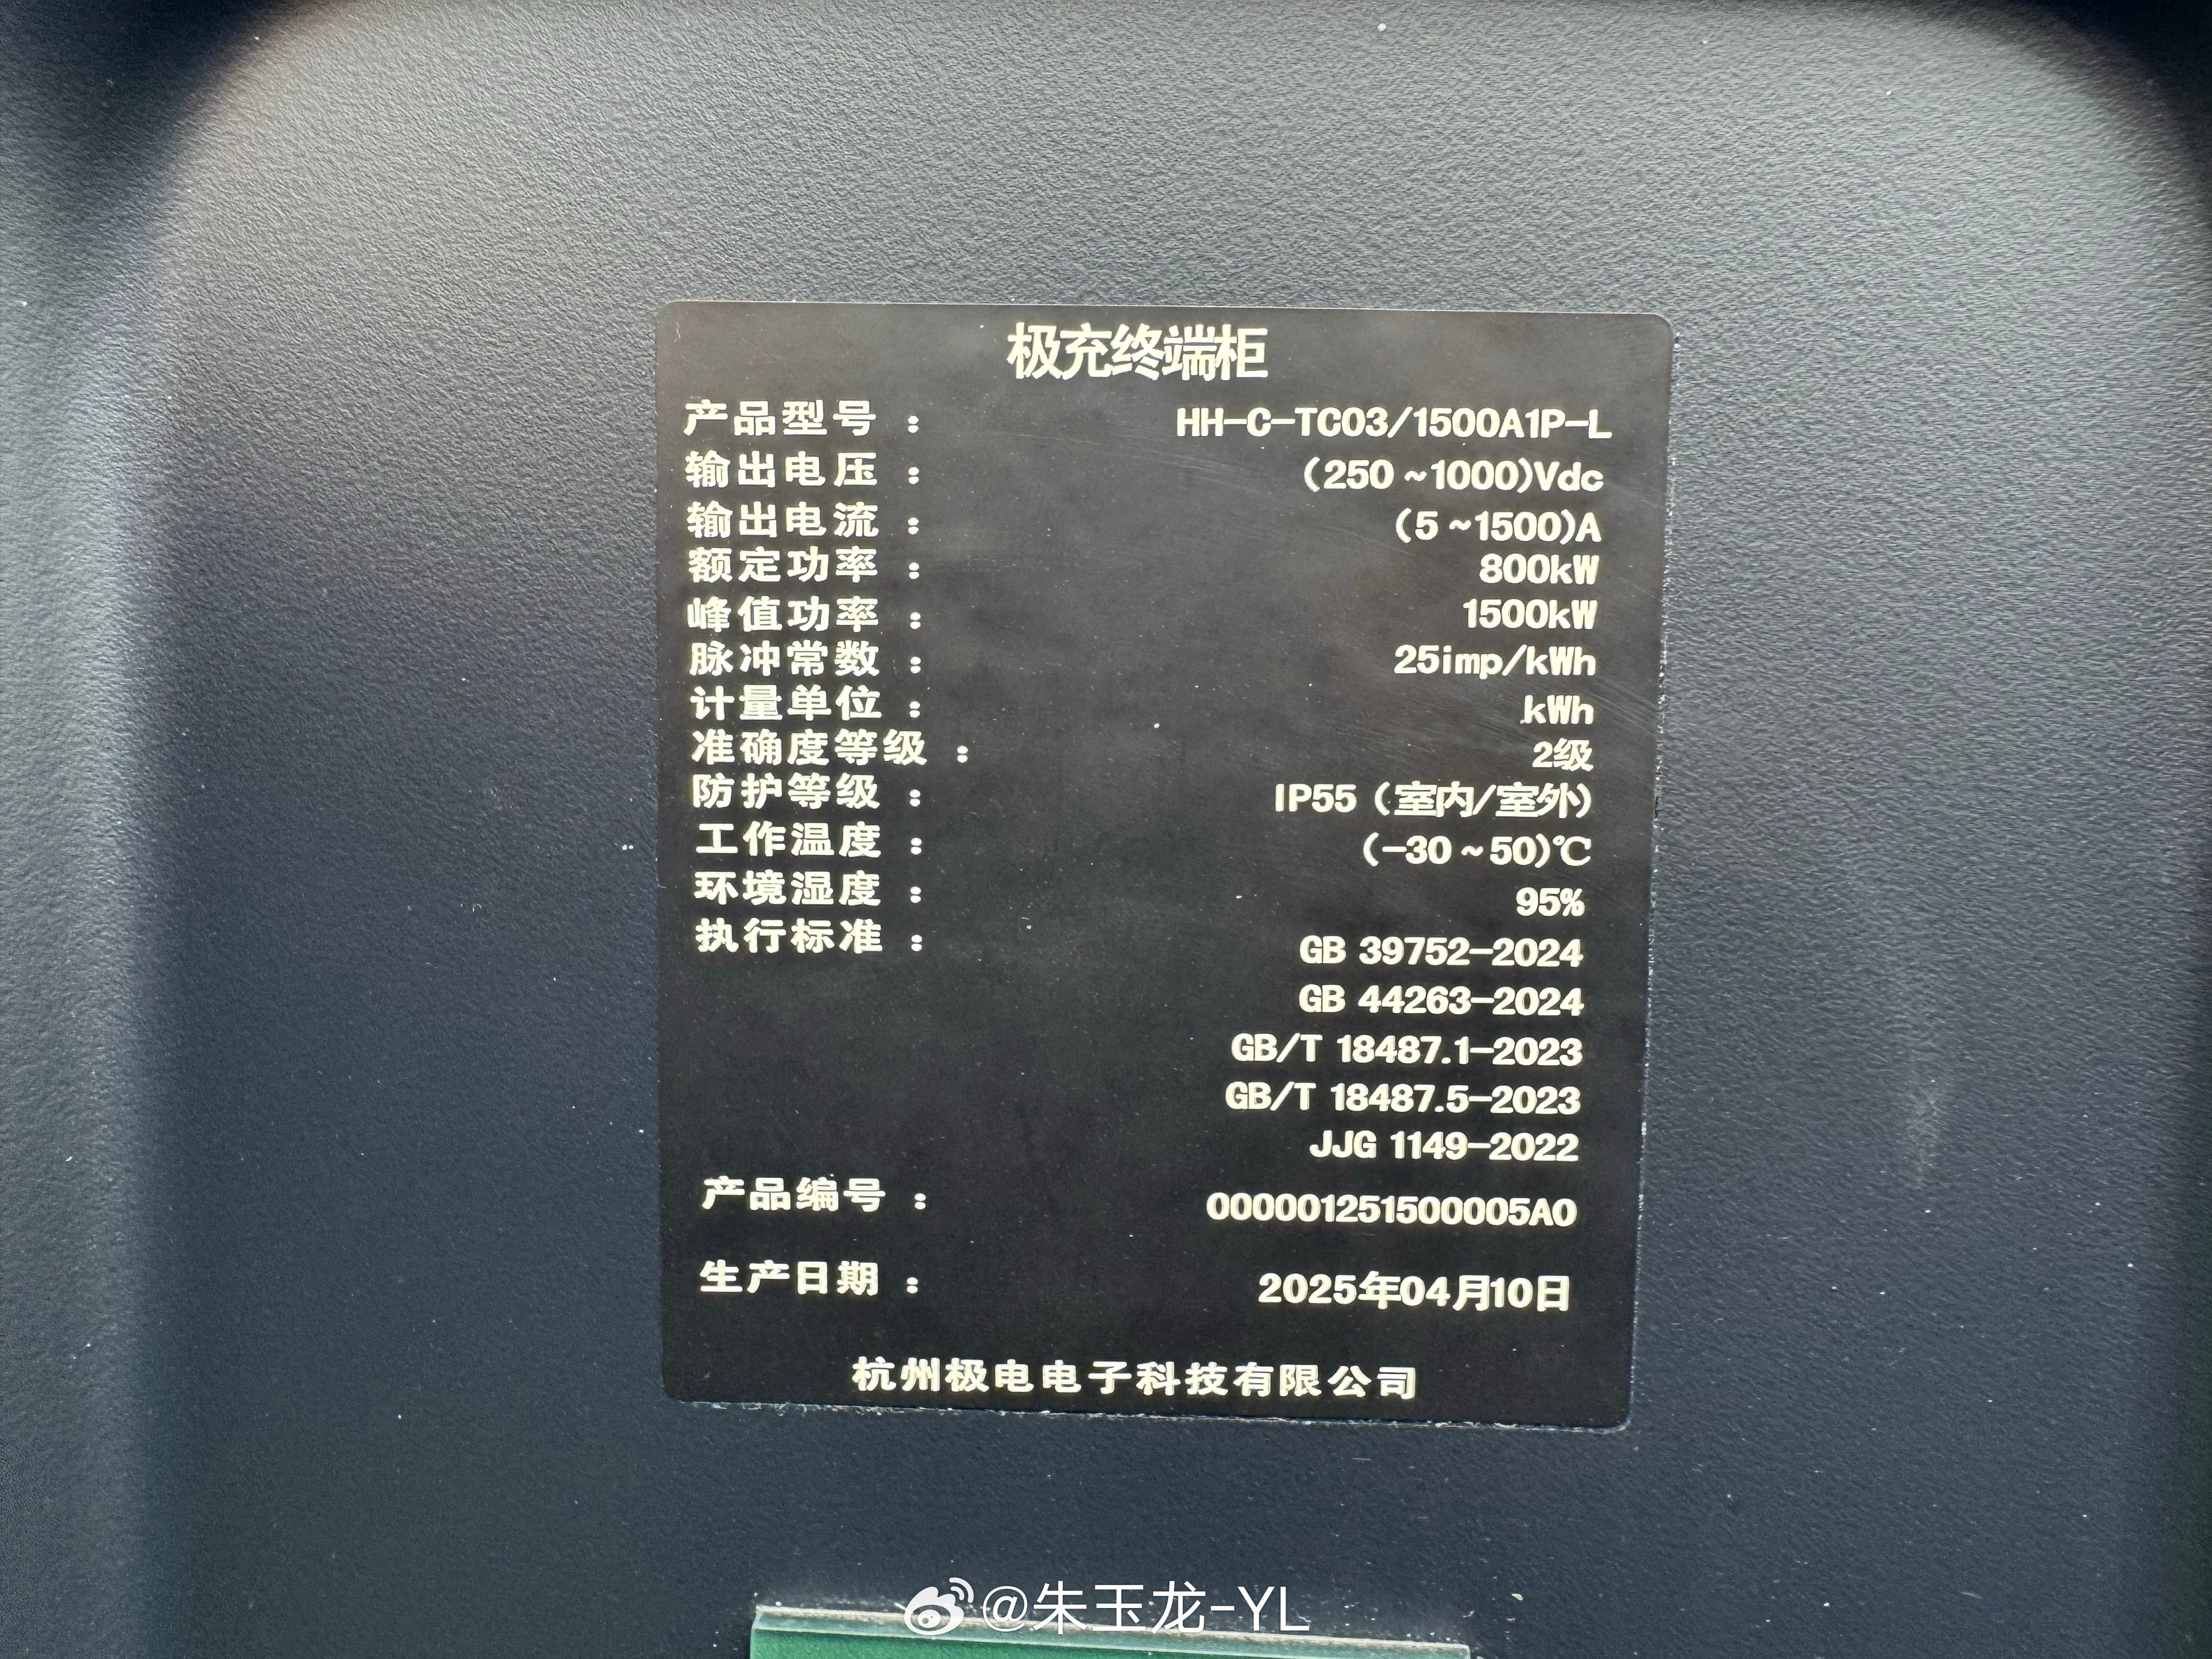 极充终端柜
产品型号： HH-C-TC03/1500A1P-L
输出电压： (250~1000)Vdc
输出电流： (5~1500)A
额定功率： 800kW
峰值功率： 1500kW
脉冲常数： 25imp/kWh
计量单位： kWh
准确度等级： 2级
防护等级： IP55（室内/室外）
工作温度： (-30~50)℃
环境湿度： 95%
执行标准： GB 39752-2024
GB 44263-2024
GB/T 18487.1-2023
GB/T 18487.5-2023
JJG 1149-2022
产品编号： 000001251500005A0
生产日期： 2025年04月10日
杭州极电电子科技有限公司
@朱玉龙-YL